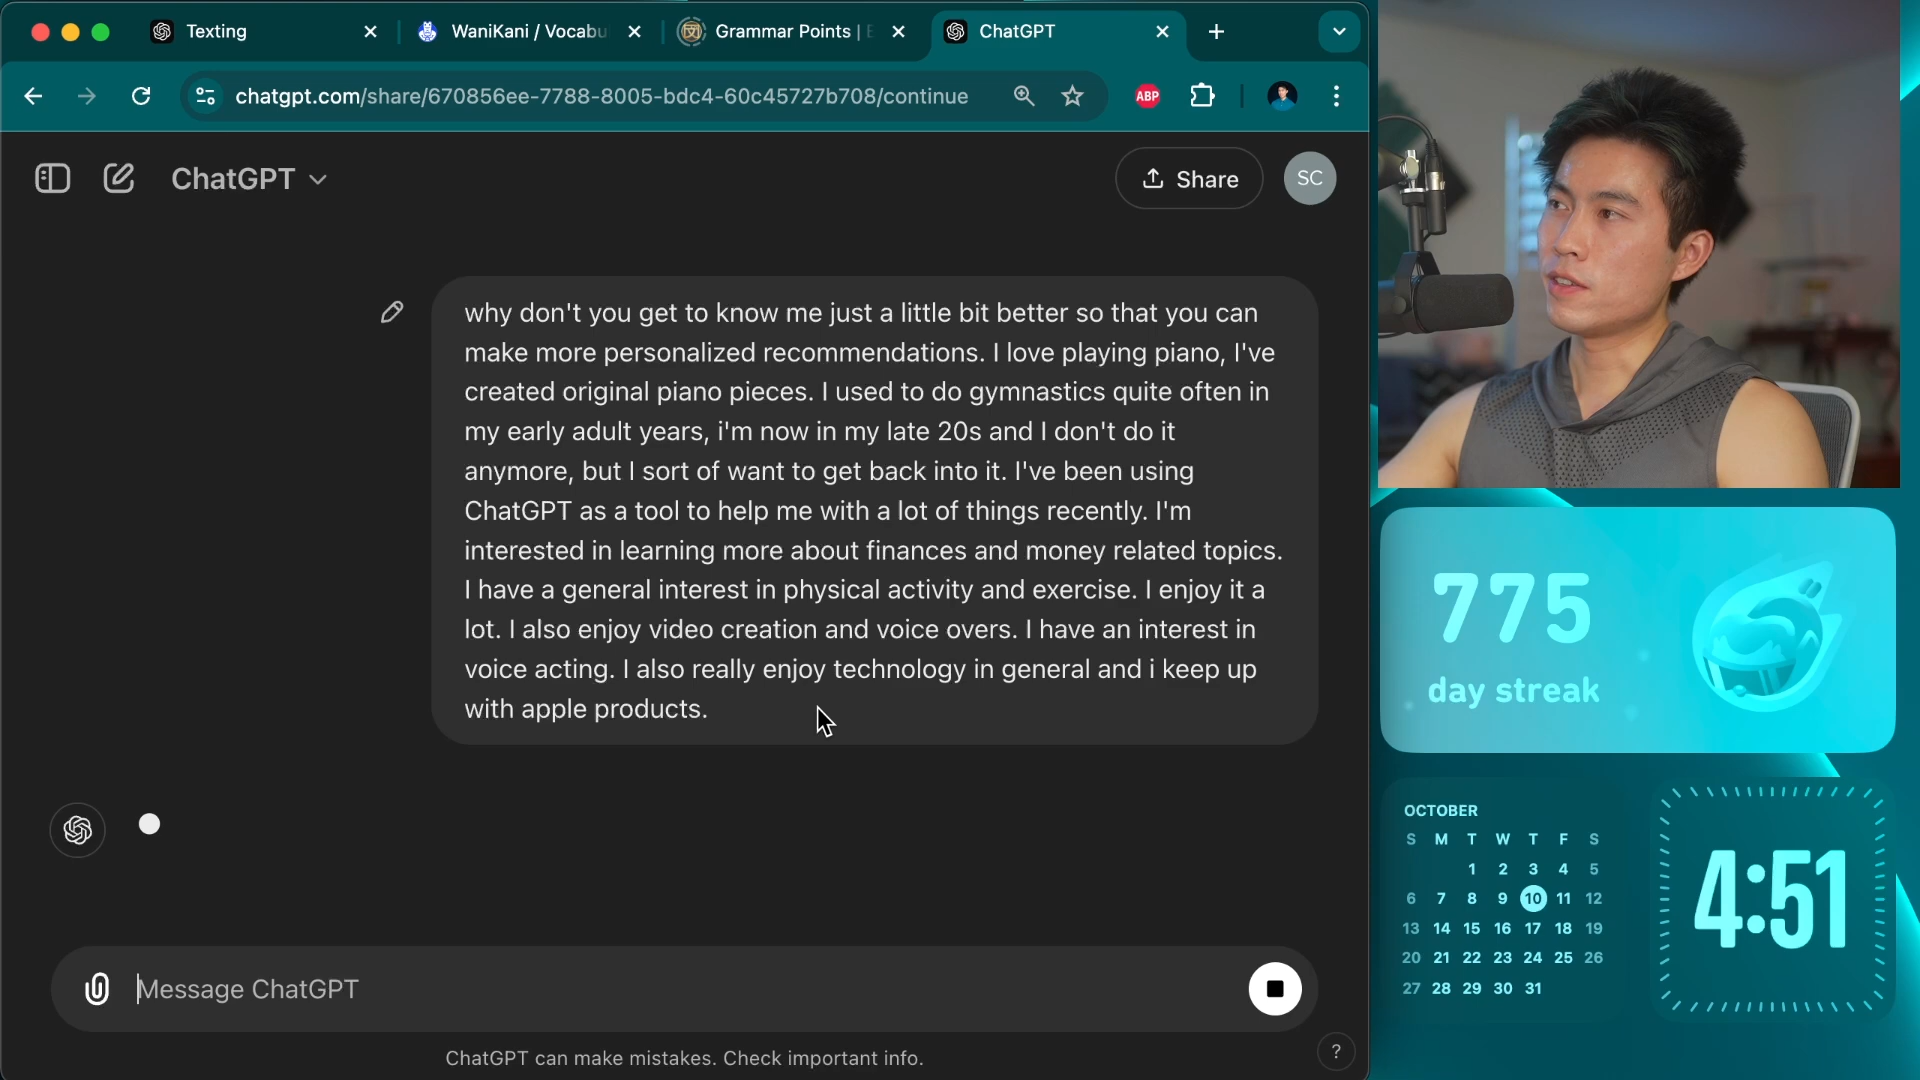 Texting
WaniKani / Vocabu
Grammar Points |
ChatGPT
chatgpt.com/share/670856ee-7788-8005-bdc4-60c45727b708/continue
ABP
ChatGPT
Share
SC
why don't you get to know me just a little bit better so that you can
make more personalized recommendations. I love playing piano, I've
created original piano pieces. I used to do gymnastics quite often in
my early adult years, i'm now in my late 20s and I don't do it
anymore, but I sort of want to get back into it. I've been using
ChatGPT as a tool to help me with a lot of things recently. I'm
interested in learning more about finances and money related topics.
I have a general interest in physical activity and exercise. I enjoy it a
lot. I also enjoy video creation and voice overs. I have an interest in
voice acting. I also really enjoy technology in general and i keep up
with apple products.
Message ChatGPT
ChatGPT can make mistakes. Check important info.
?
775
day streak
OCTOBER
S M T W T F S
1 2 3 4 5
6 7 8 9 10 11 12
13 14 15 16 17 18 19
20 21 22 23 24 25 26
27 28 29 30 31
4:51